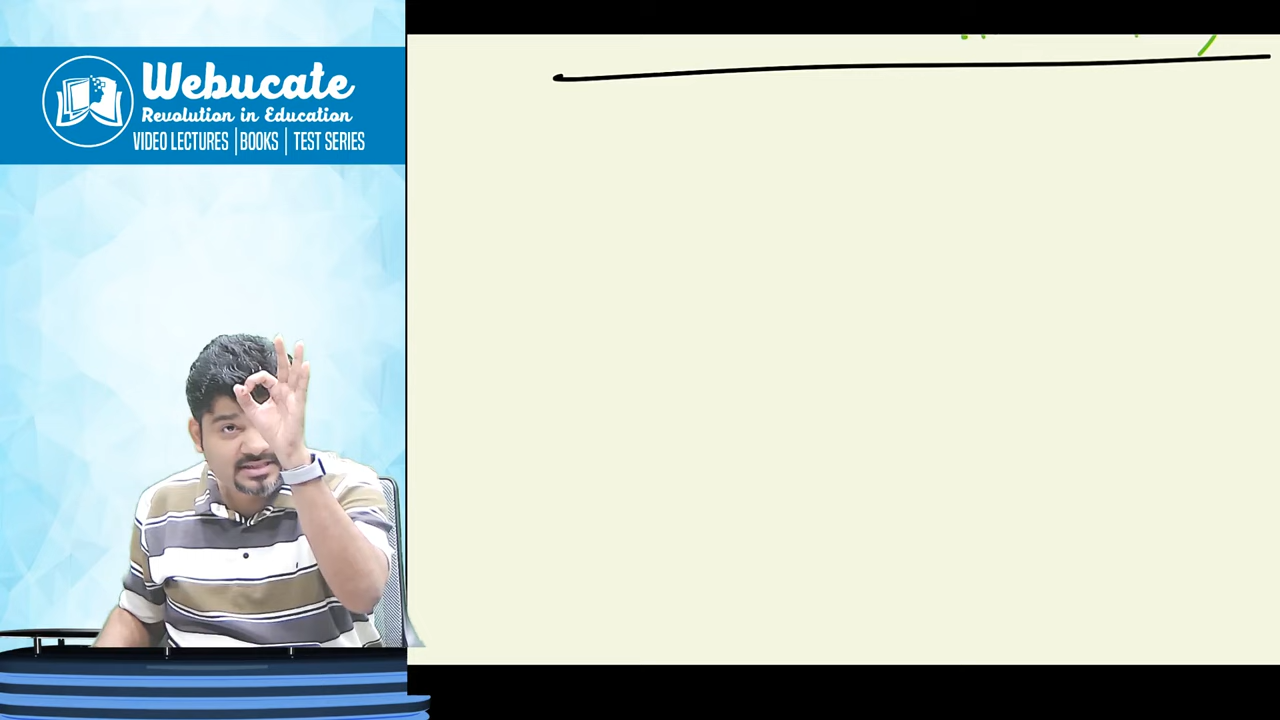 Webucate
Revolution in Education
VIDEO LECTURES | BOOKS | TEST SERIES